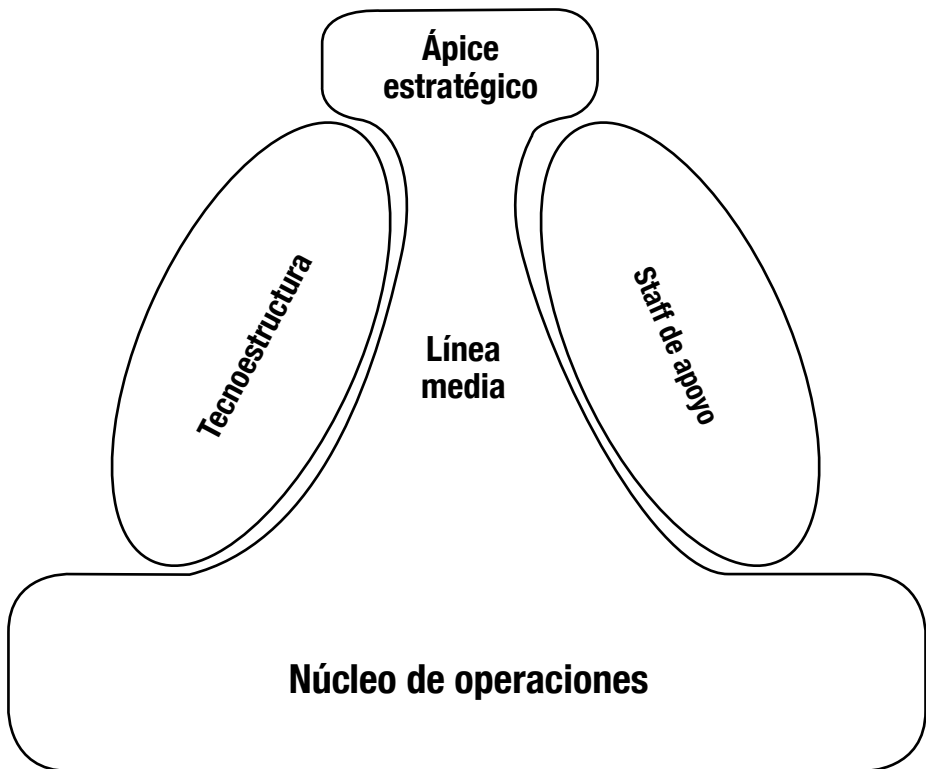 Ápice
estratégico
Tecnoestructura
Línea
media
Staff de apoyo
Núcleo de operaciones